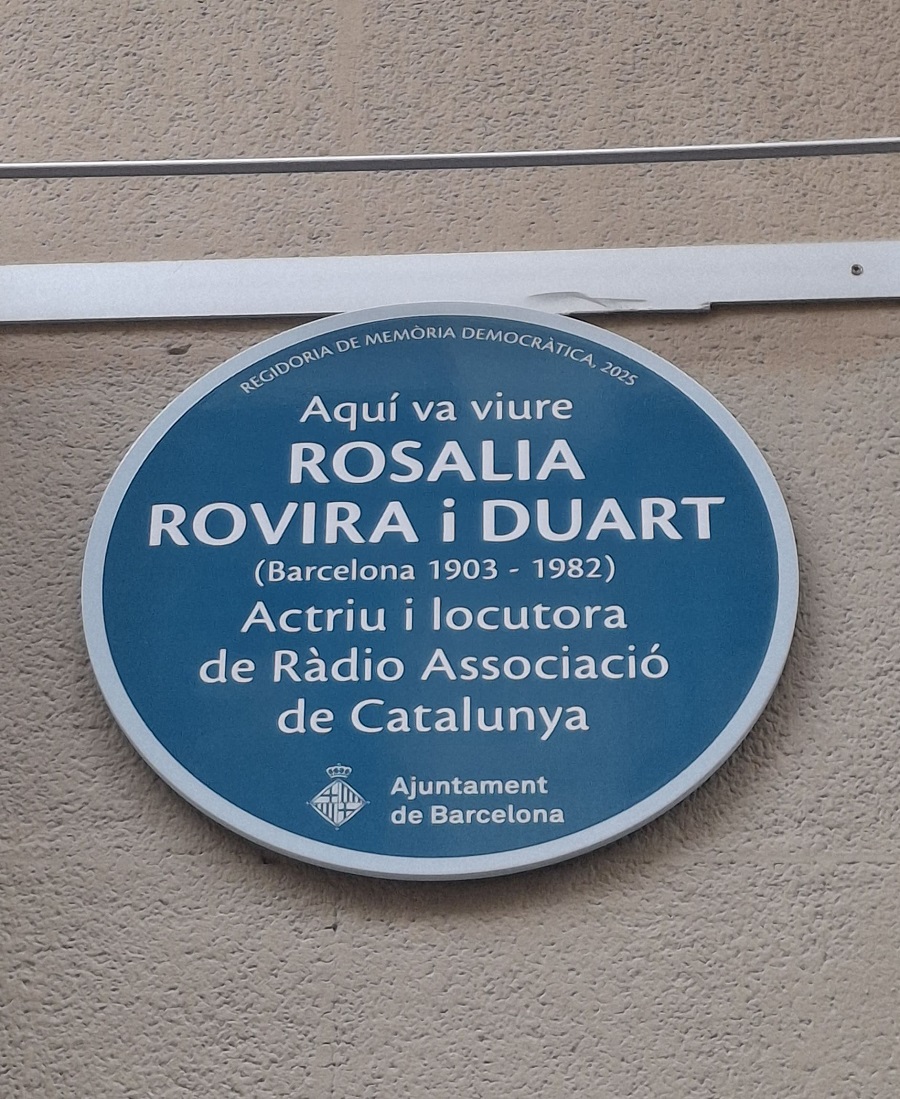 REGIDORIA DE MEMÒRIA DEMOCRÀTICA, 2025
Aquí va viure
ROSALIA
ROVIRA i DUART
(Barcelona 1903 - 1982)
Actriu i locutora
de Ràdio Associació
de Catalunya
Ajuntament
de Barcelona